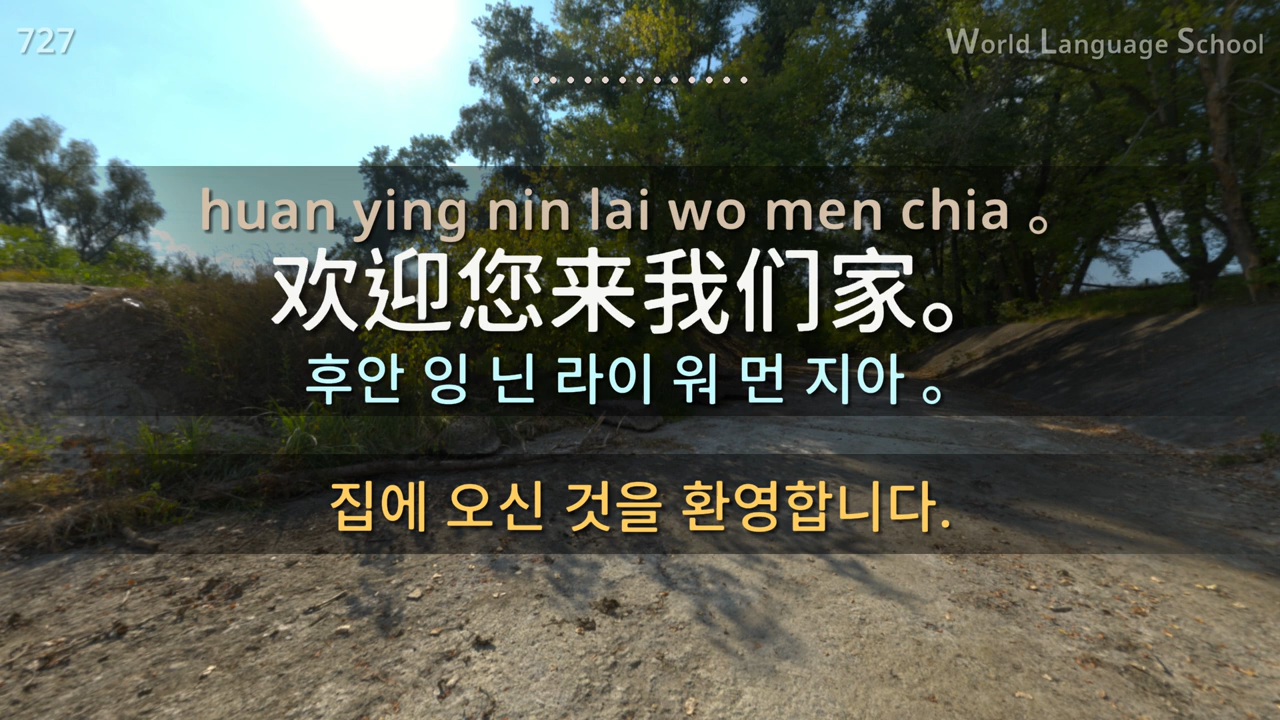 727
World Language School
huan ying nin lai wo men chia 。
欢迎您来我们家。
후안 잉 닌 라이 워 먼 지아 。
집에 오신 것을 환영합니다.